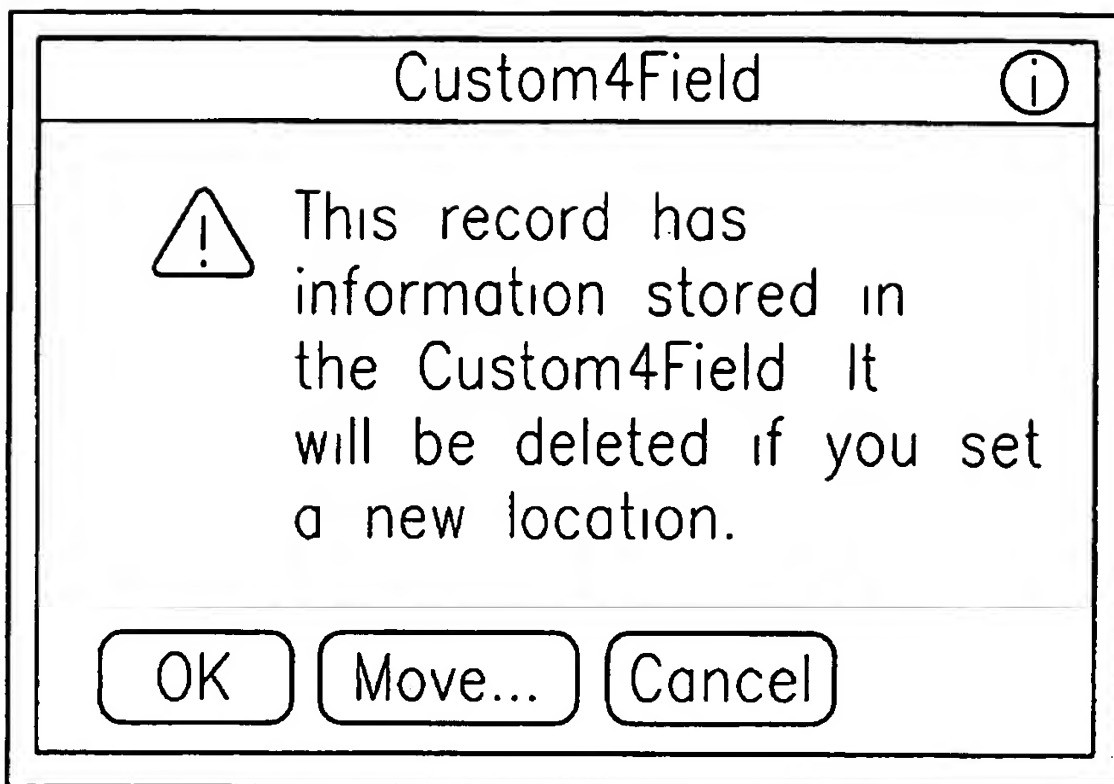 Custom4Field
This record has
information stored in
the Custom4Field It
will be deleted if you set
a new location.
OK Move... Cancel